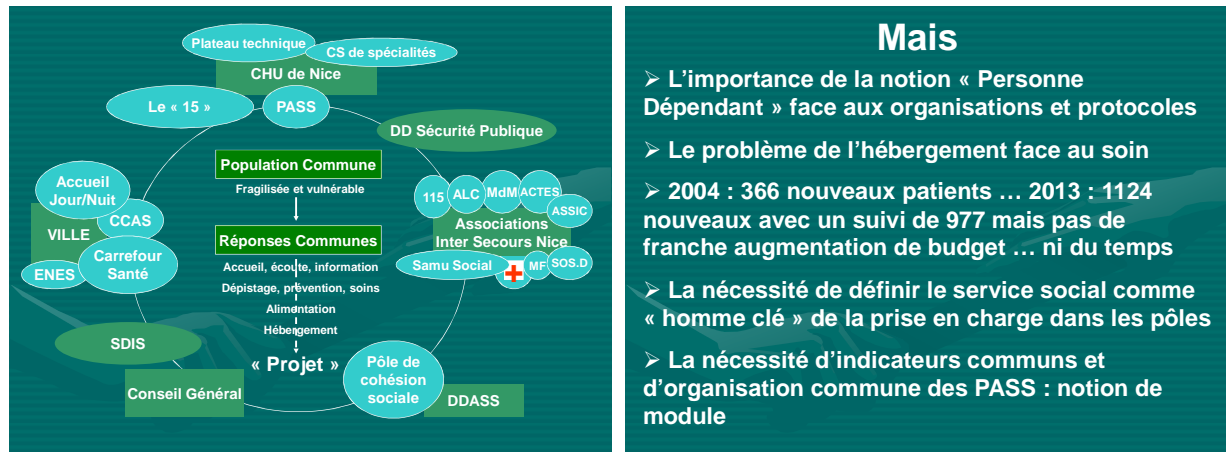 Plateau technique
CS de spécialités
CHU de Nice
Le « 15 »
PASS
DD Sécurité Publique
Population Commune
Fragilisée et vulnérable
Réponses Communes
Accueil, écoute, information
Dépistage, prévention, soins
Alimentation
Hébergement
« Projet »
Accueil
Jour/Nuit
CCAS
VILLE
Carrefour
Santé
ENES
115
ALC
MdM
ACTES
ASSIC
Associations
Inter Secours Nice
Samu Social
MF
SOS.D
SDIS
Conseil Général
Pôle de
cohésion
sociale
DDASS
Mais
➢ L’importance de la notion « Personne
Dépendant » face aux organisations et protocoles
➢ Le problème de l’hébergement face au soin
➢ 2004 : 366 nouveaux patients … 2013 : 1124
nouveaux avec un suivi de 977 mais pas de
franche augmentation de budget … ni du temps
➢ La nécessité de définir le service social comme
« homme clé » de la prise en charge dans les pôles
➢ La nécessité d’indicateurs communs et
d’organisation commune des PASS : notion de
module